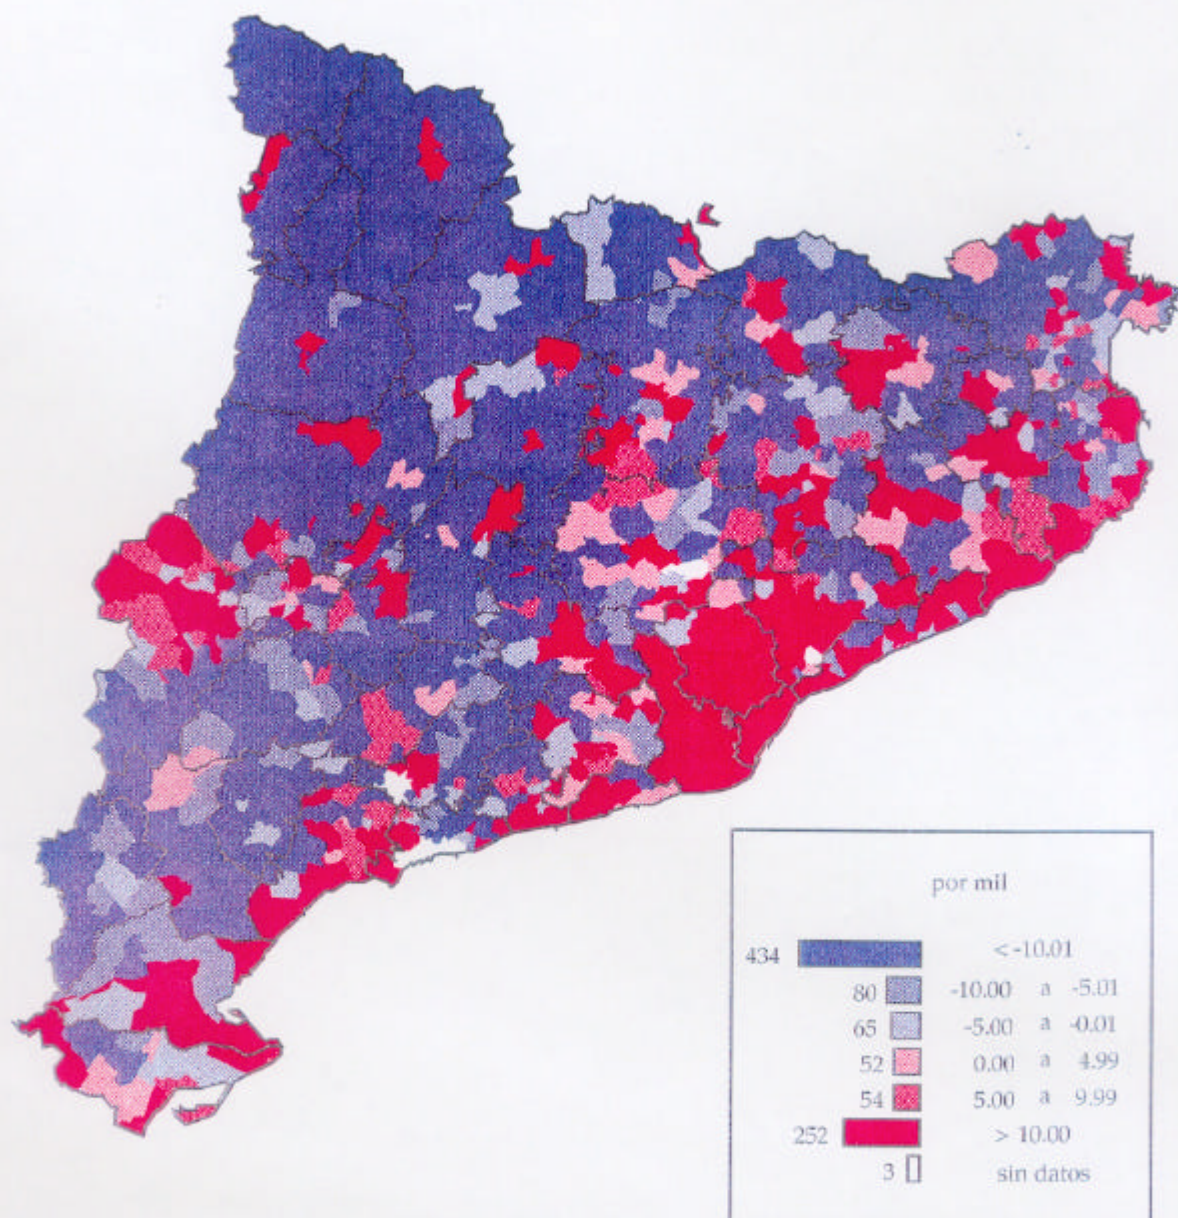 por mil
434 < -10.01
80 -10.00 a -5.01
65 -5.00 a -0.01
52 0.00 a 4.99
54 5.00 a 9.99
252 > 10.00
3 sin datos